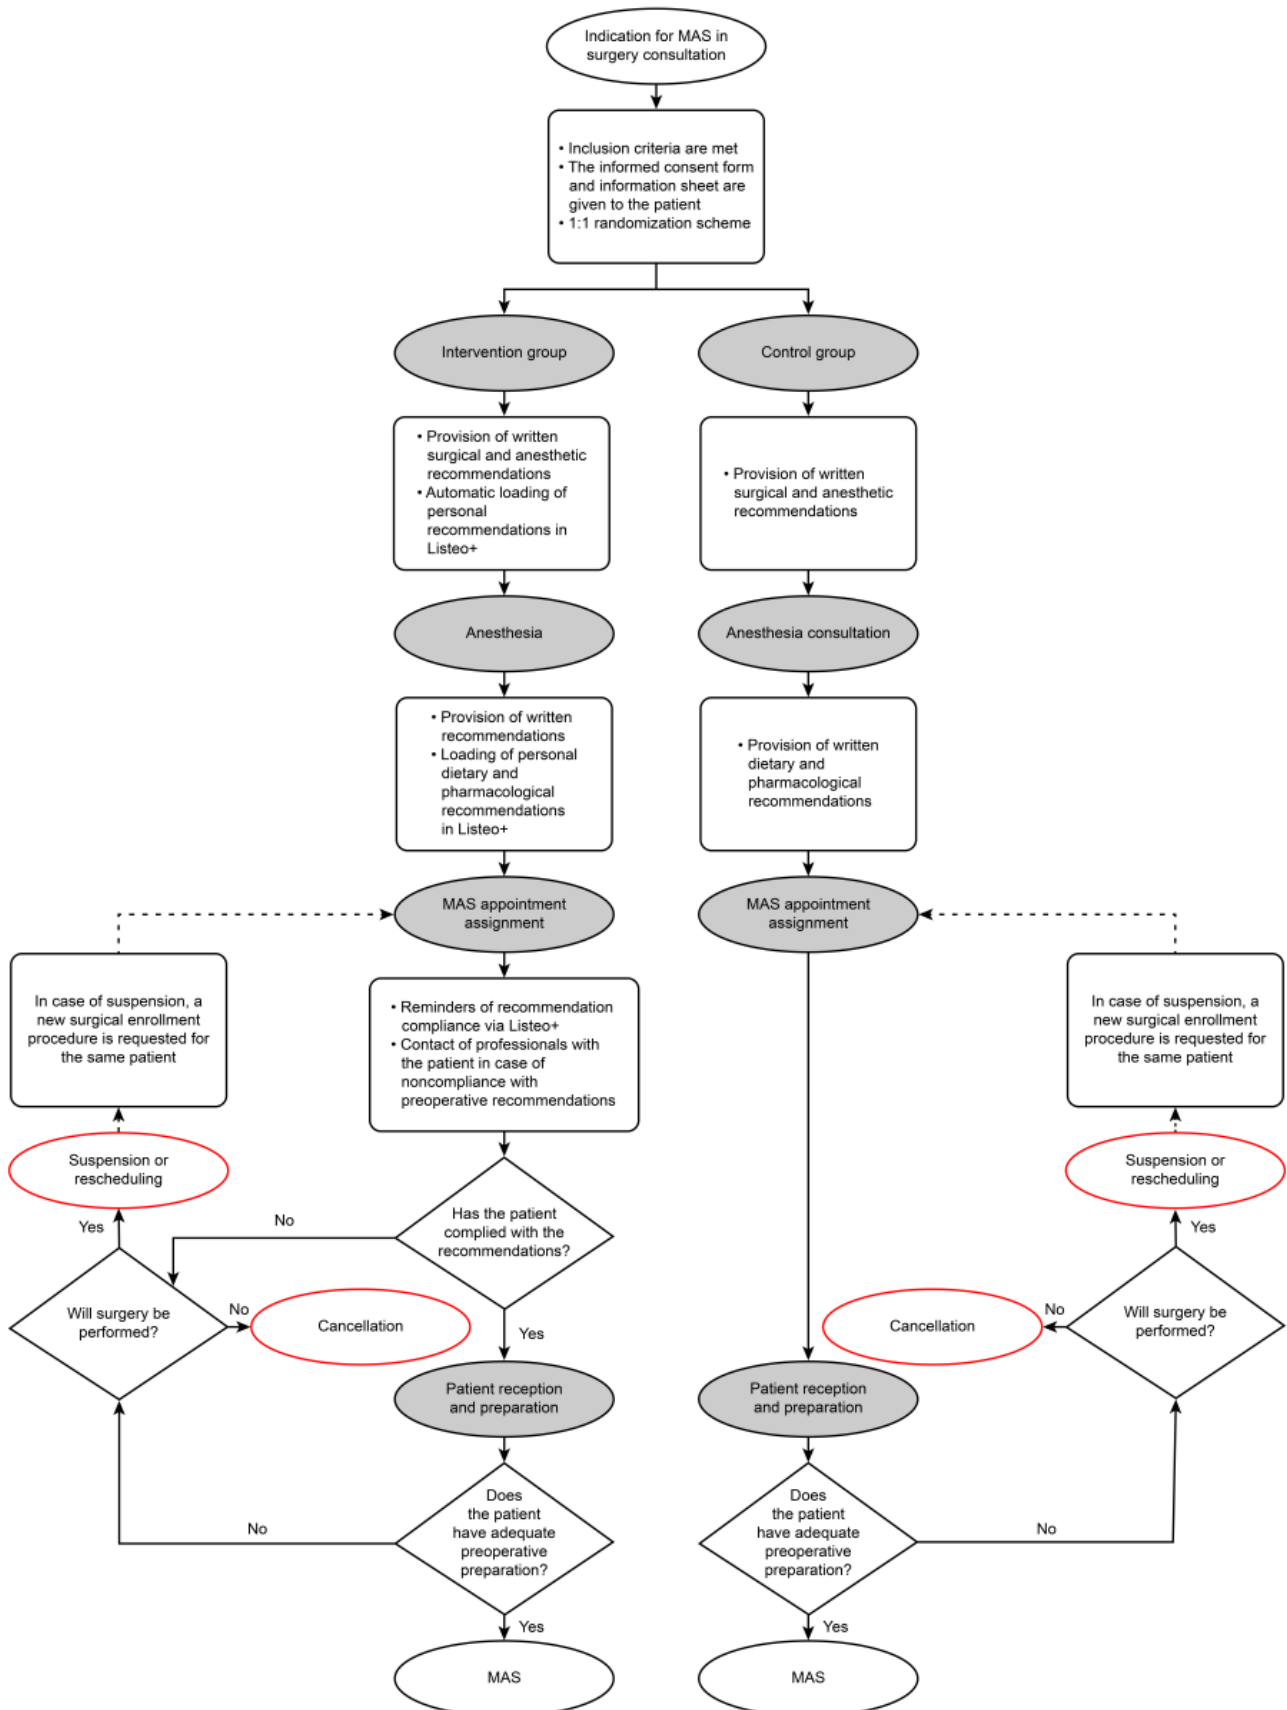 Indication for MAS in
surgery consultation
• Inclusion criteria are met
• The informed consent form
and information sheet are
given to the patient
• 1:1 randomization scheme
Intervention group
Control group
• Provision of written
surgical and anesthetic
recommendations
• Automatic loading of
personal
recommendations in
Listeo+
• Provision of written
surgical and anesthetic
recommendations
Anesthesia
Anesthesia consultation
• Provision of written
recommendations
• Loading of personal
dietary and
pharmacological
recommendations
in Listeo+
• Provision of written
dietary and
pharmacological
recommendations
MAS appointment
assignment
MAS appointment
assignment
In case of suspension, a
new surgical enrollment
procedure is requested for
the same patient
• Reminders of recommendation
compliance via Listeo+
• Contact of professionals with
the patient in case of
noncompliance with
preoperative recommendations
In case of suspension, a
new surgical enrollment
procedure is requested for
the same patient
Suspension or
rescheduling
Suspension or
rescheduling
Yes
No
Has the patient
complied with the
recommendations?
Yes
Will surgery be
performed?
No
Cancellation
Yes
Cancellation
No
Will surgery be
performed?
Patient reception
and preparation
Patient reception
and preparation
No
Does
the patient
have adequate
preoperative
preparation?
Does
the patient
have adequate
preoperative
preparation?
No
Yes
Yes
MAS
MAS